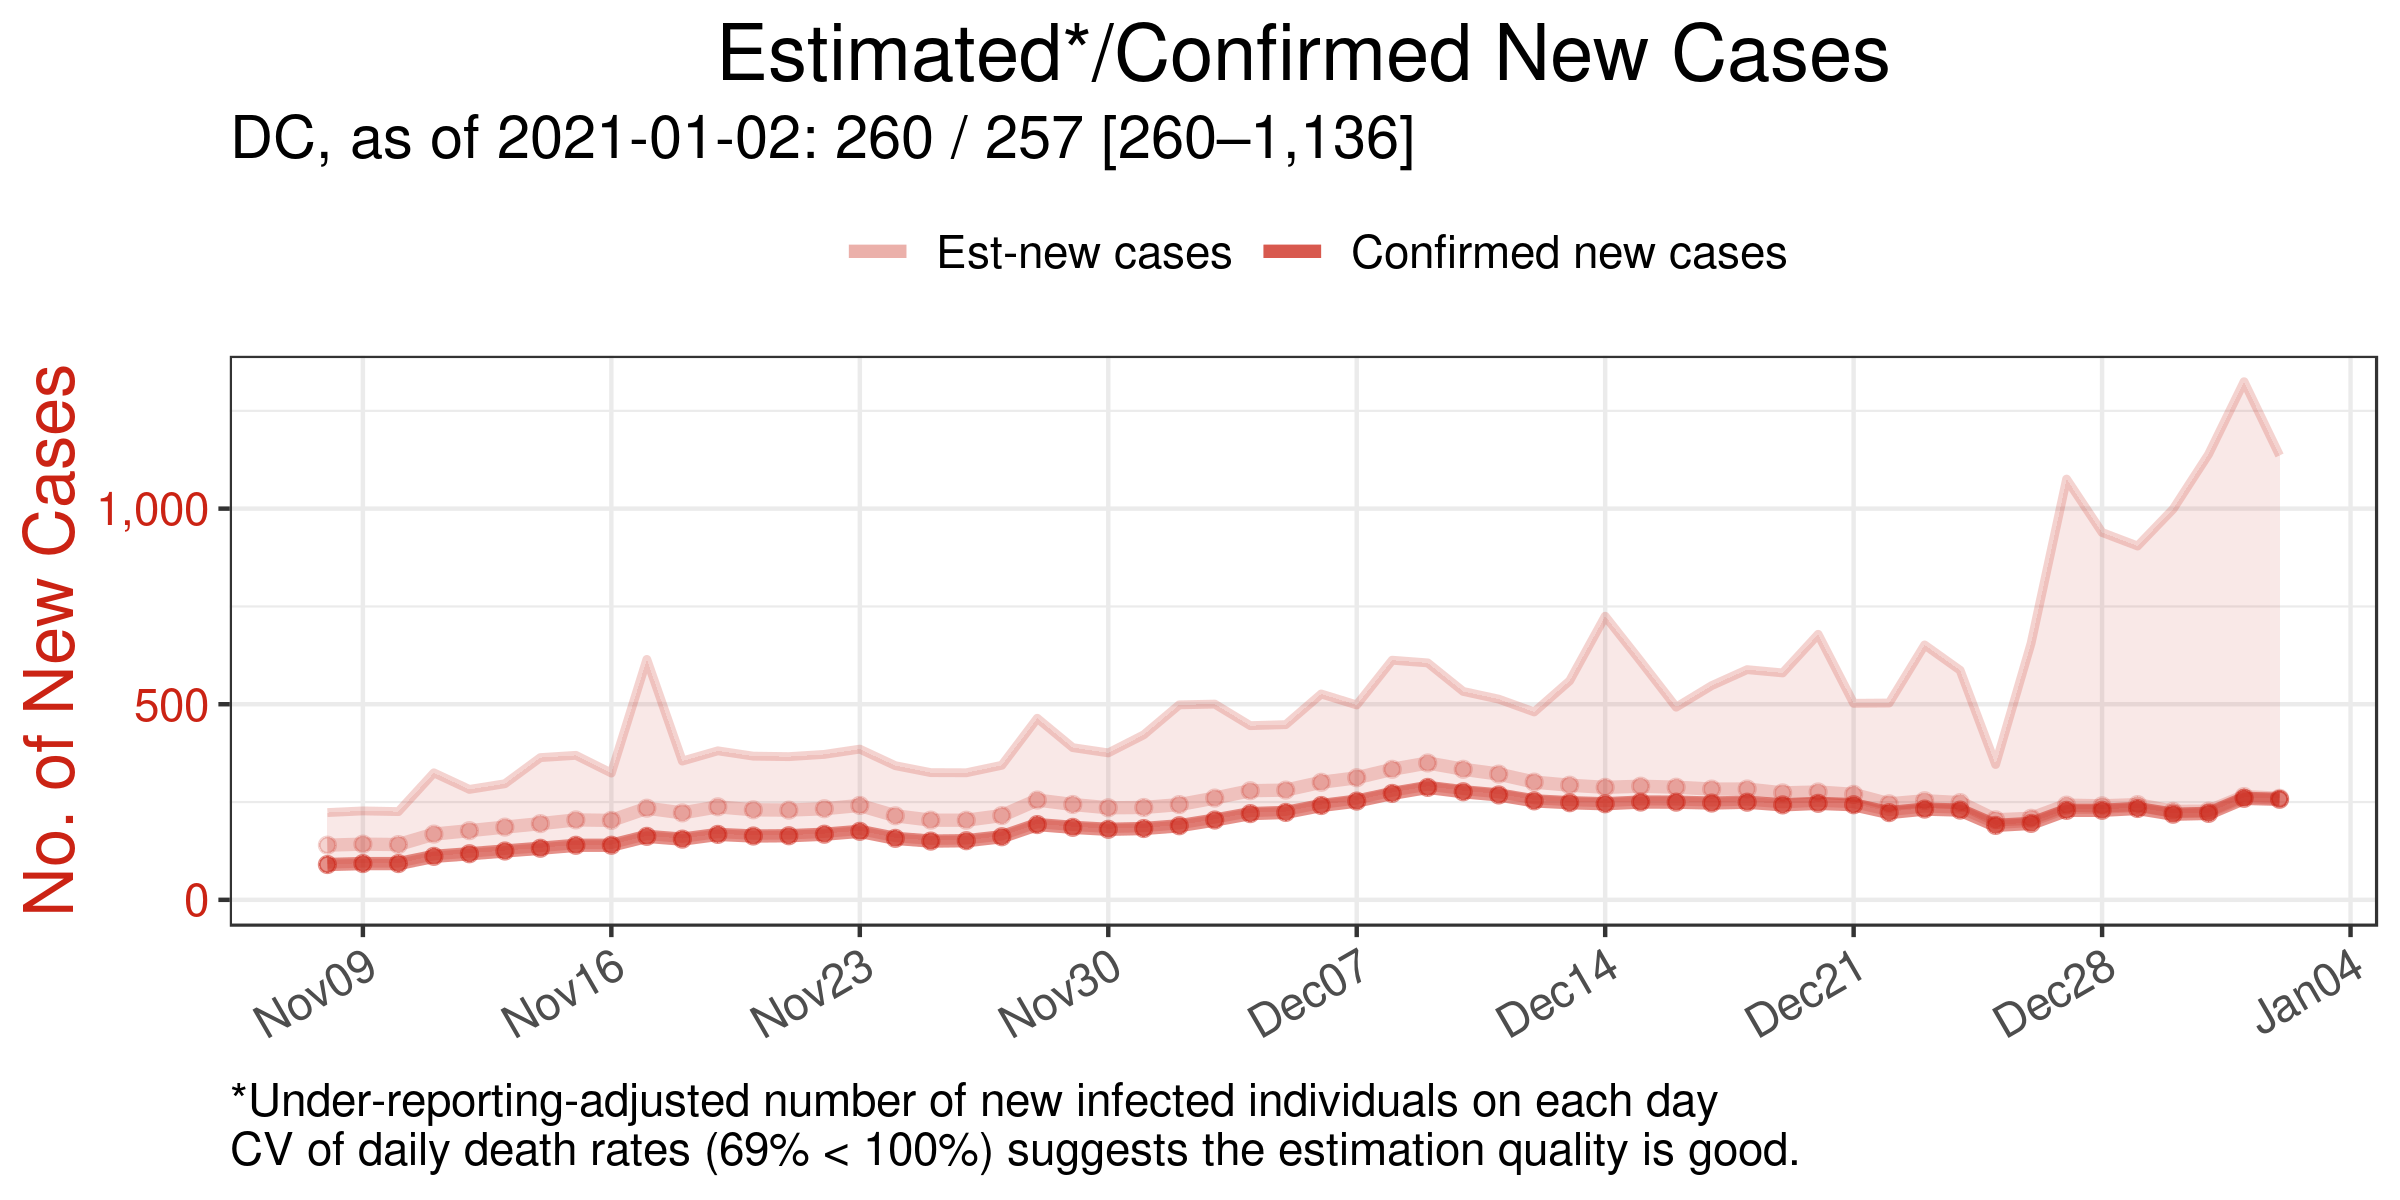 Estimated*/Confirmed New Cases
DC, as of 2021-01-02: 260 / 257 [260–1,136]
Est-new cases Confirmed new cases
No. of New Cases
1,000
500
0
Nov09 Nov16 Nov23 Nov30 Dec07 Dec14 Dec21 Dec28 Jan04
*Under-reporting-adjusted number of new infected individuals on each day
CV of daily death rates (69% < 100%) suggests the estimation quality is good.